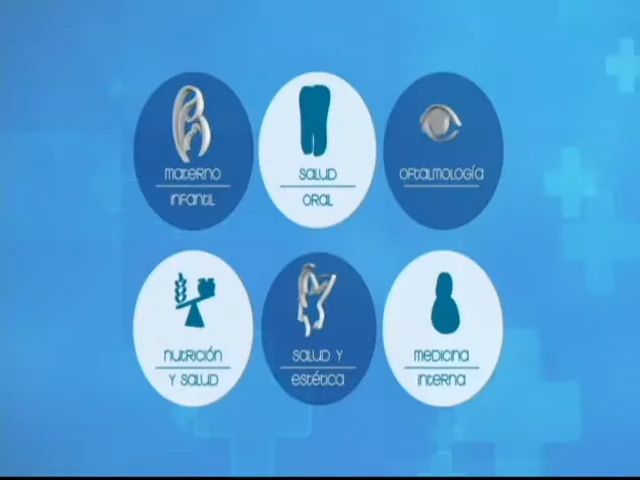 materno
infantil
salud
oral
oftalmología
nutrición
y salud
salud y
estética
medicina
interna